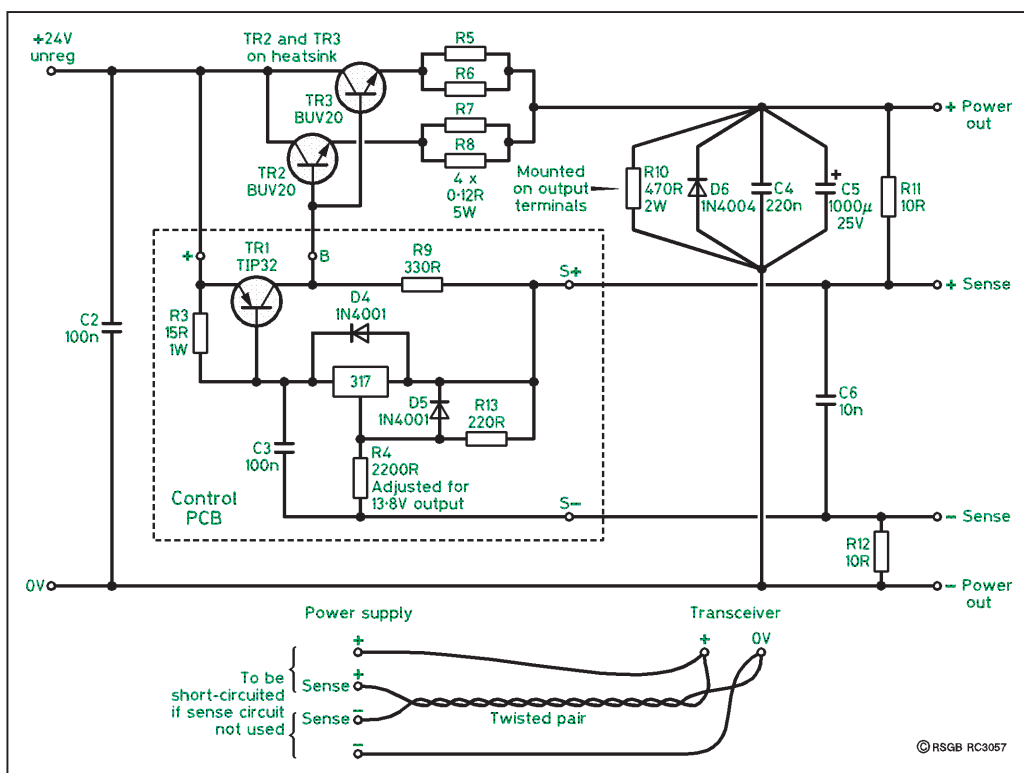 +24V
unreg
TR2 and TR3
on heatsink
R5
R6
TR3
BUV20
R7
R8
4 x
0·12R
5W
TR2
BUV20
+ Power
out
Mounted
on output
terminals
R10
470R
2W
D6
1N4004
C4
220n
+
C5
1000μ
25V
R11
10R
+
TR1
TIP32
B
R9
330R
S+
+ Sense
C2
100n
R3
15R
1W
D4
1N4001
317
D5
1N4001
R13
220R
C6
10n
C3
100n
R4
2200R
Adjusted for
13·8V output
Control
PCB
S−
− Sense
R12
10R
0V
− Power
out
Power supply
Transceiver
+
+
0V
To be
short-circuited
if sense circuit
not used
+
Sense
Sense
−
Twisted pair
−
© RSGB RC3057